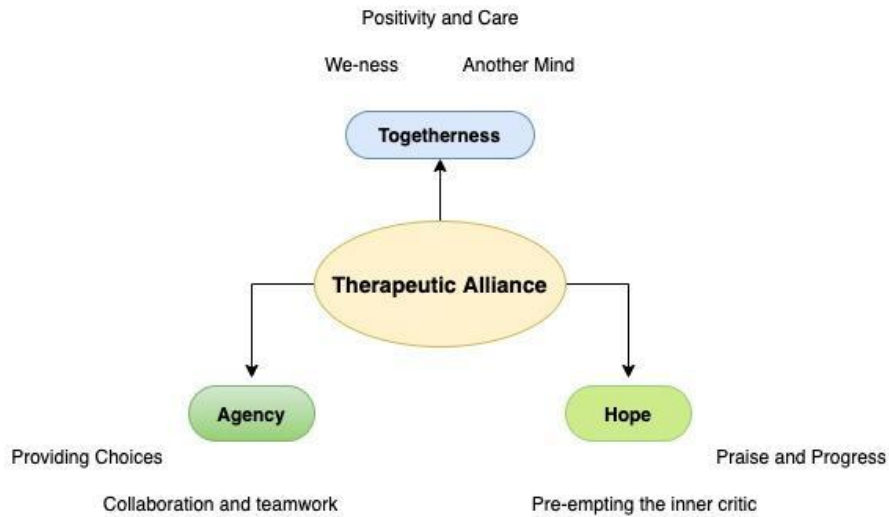 Positivity and Care
We-ness
Another Mind
Togetherness
Therapeutic Alliance
Agency
Hope
Providing Choices
Praise and Progress
Collaboration and teamwork
Pre-empting the inner critic